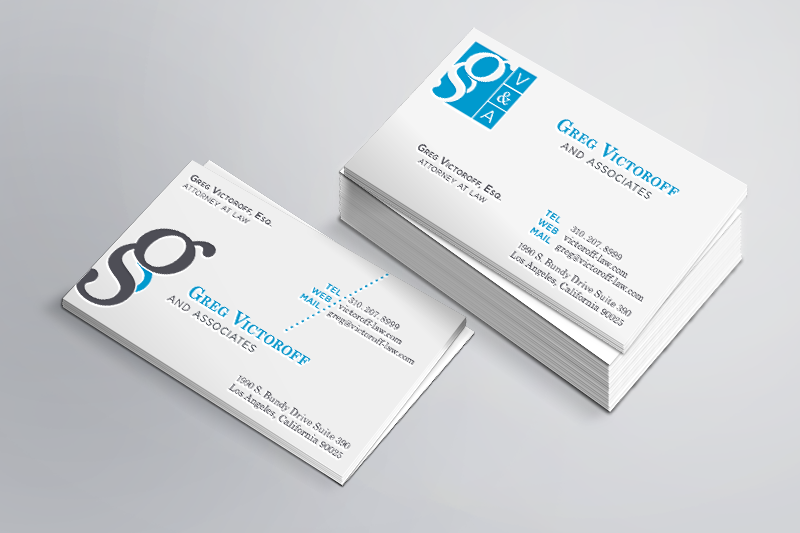 Greg Victoroff, Esq.
Attorney at Law
g
Greg Victoroff
and Associates
TEL 310.207.8999
WEB victoroff-law.com
MAIL greg@victoroff-law.com
1990 S. Bundy Drive Suite 390
Los Angeles, California 90025
g
V
&
A
Greg Victoroff
and Associates
Greg Victoroff, Esq.
Attorney at Law
TEL 310.207.8999
WEB victoroff-law.com
MAIL greg@victoroff-law.com
1990 S. Bundy Drive Suite 390
Los Angeles, California 90025